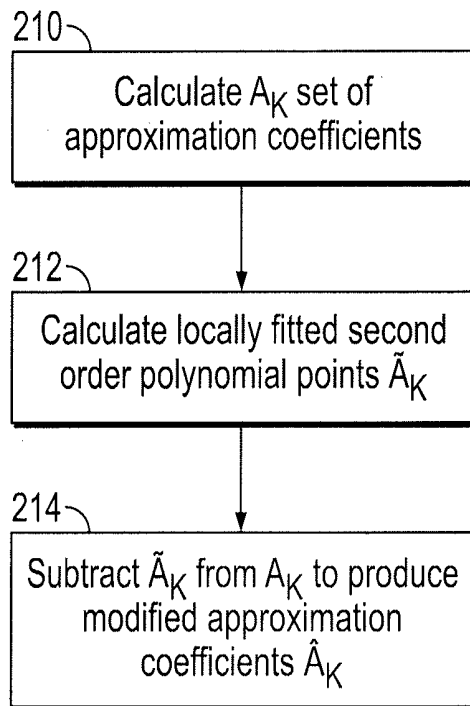 210
Calculate A_K set of
approximation coefficients
212
Calculate locally fitted second
order polynomial points Ã_K
214
Subtract Ã_K from A_K to produce
modified approximation
coefficients Â_K